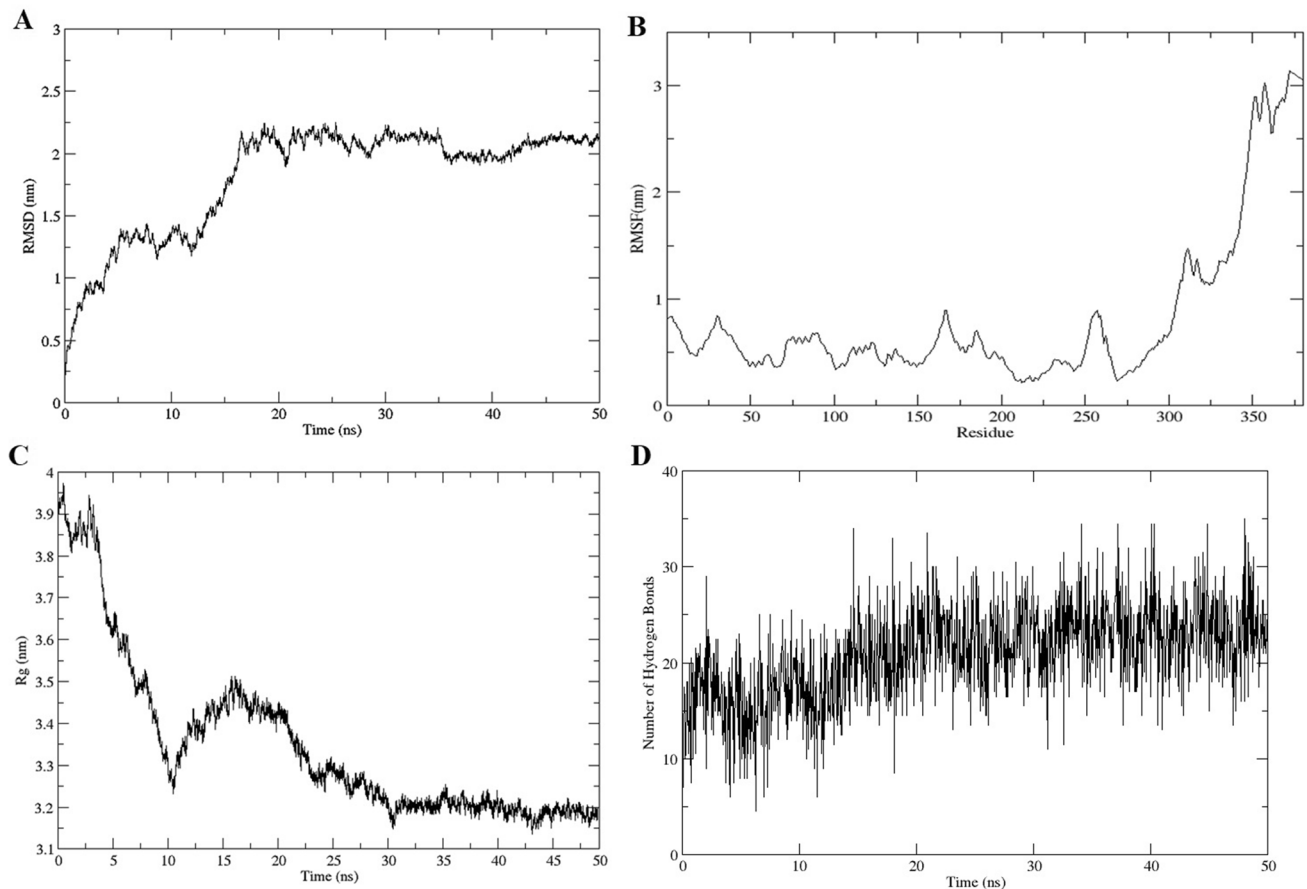 A
3
2.5
2
1.5
1
0.5
0
RMSD (nm)
0 10 20 30 40 50
Time (ns)
B
3
2
1
0
RMSF(nm)
0 50 100 150 200 250 300 350
Residue
C
4
3.9
3.8
3.7
3.6
3.5
3.4
3.3
3.2
3.1
Rg (nm)
0 5 10 15 20 25 30 35 40 45 50
Time (ns)
D
40
30
20
10
0
Number of Hydrogen Bonds
0 10 20 30 40 50
Time (ns)